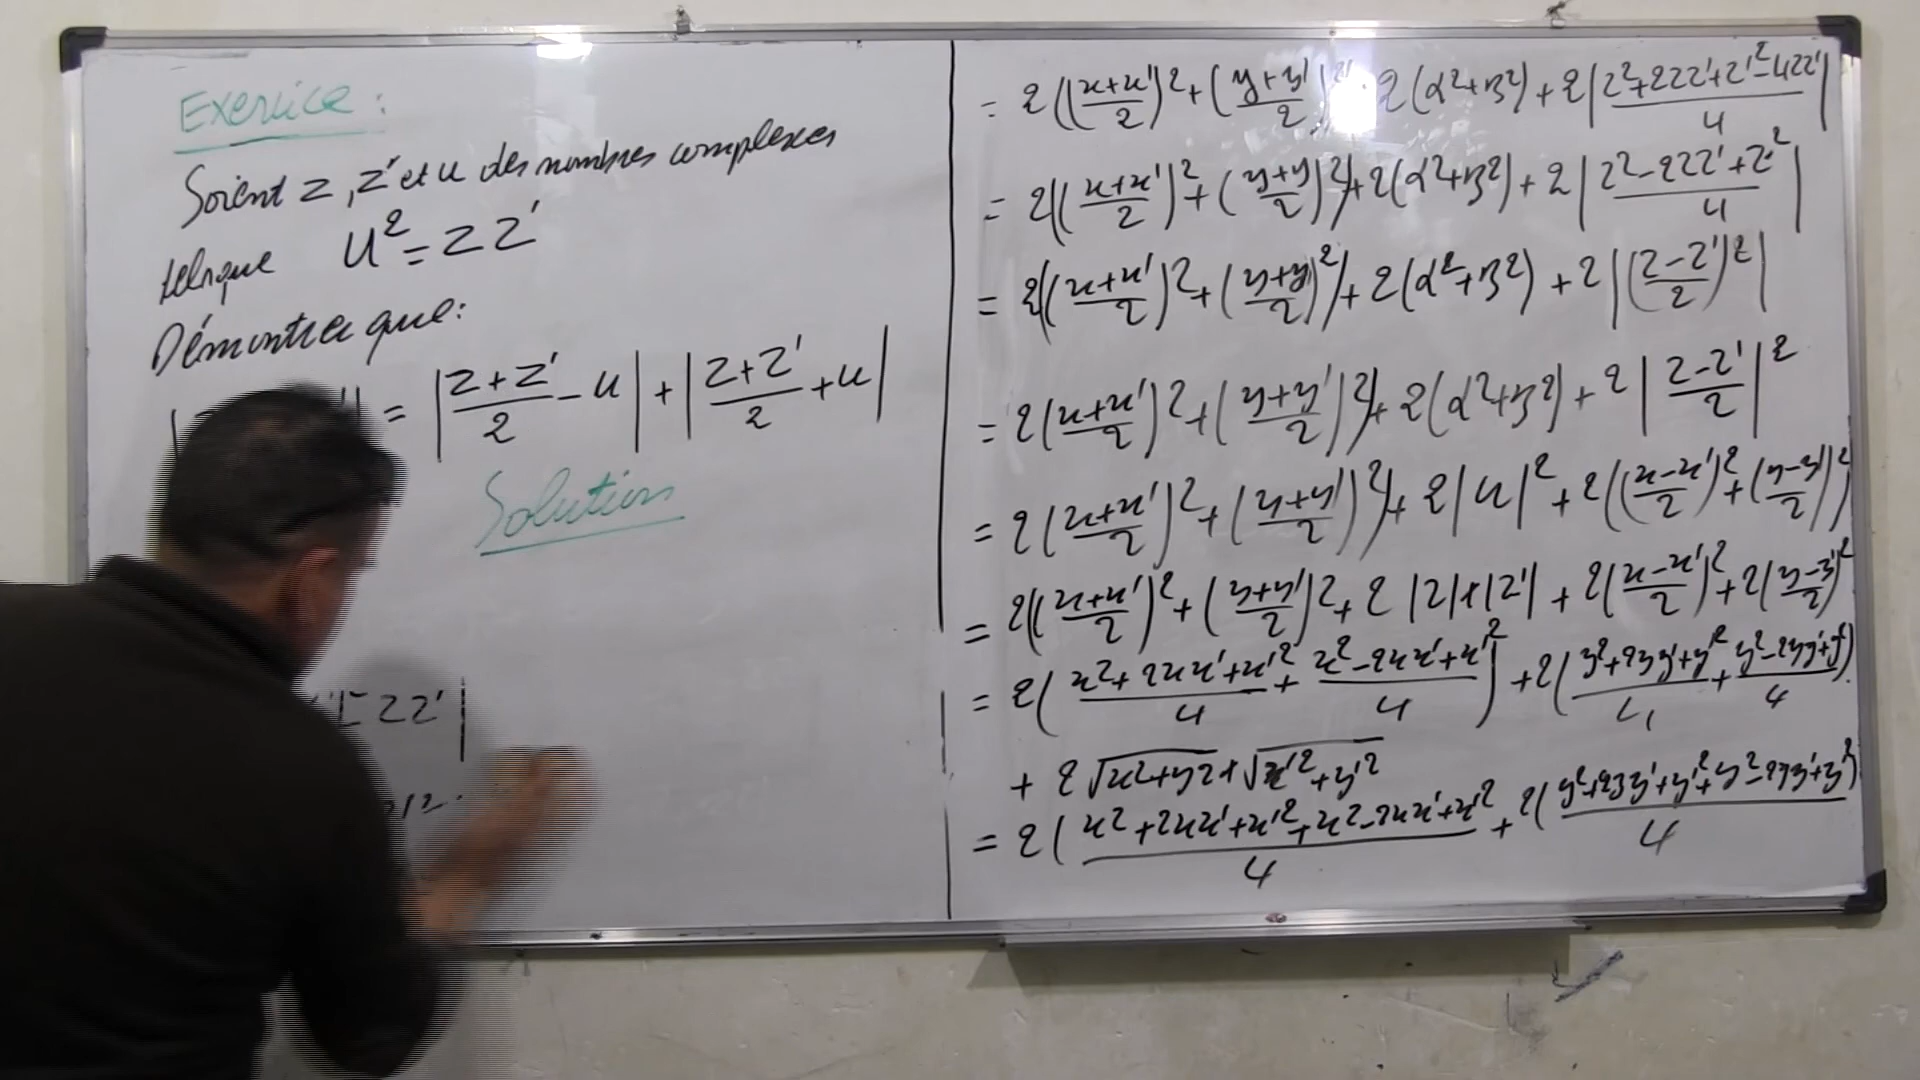 Exercice :
Soient z, z' et u des nombres complexes
tel que u² = zz'
Démontrer que :
= |(z+z')/2 - u| + |(z+z')/2 + u|
Solution
- zz'|
= 2((x+x'/2)² + (y+y'/2)² 2(α²+β²) + 2|z²+2zz'+z'²-4zz'/4|
= 2((x+x'/2)² + (y+y/2)²) + 2(α²+β²) + 2|z²-2zz'+z²/4|
= 2((x+x'/2)² + (y+y/2)²) + 2(α²+β²) + 2|(z-z'/2)²|
= 2(x+x'/2)² + (y+y'/2)²) + 2(α²+β²) + 2|z-z'/2|²
= 2(x+x'/2)² + (y+y'/2)²) + 2|u|² + 2((x-x'/2)² + (y-y'/2)²)
= 2((x+x'/2)² + (y+y'/2)² + 2|z|×|z'| + 2(x-x'/2)² + 2(y-y'/2)²
= 2(x²+2xx'+x'²/4 + x²-2xx'+x'²/4) + 2(y²+2yy'+y'²/4 + y²-2yy'+y'²/4)
+ 2√x²+y² × √x'²+y'²
= 2(x²+2xx'+x'²+x²-2xx'+x'²/4 + 2(y²+2yy'+y'²+y²-2yy'+y'²/4